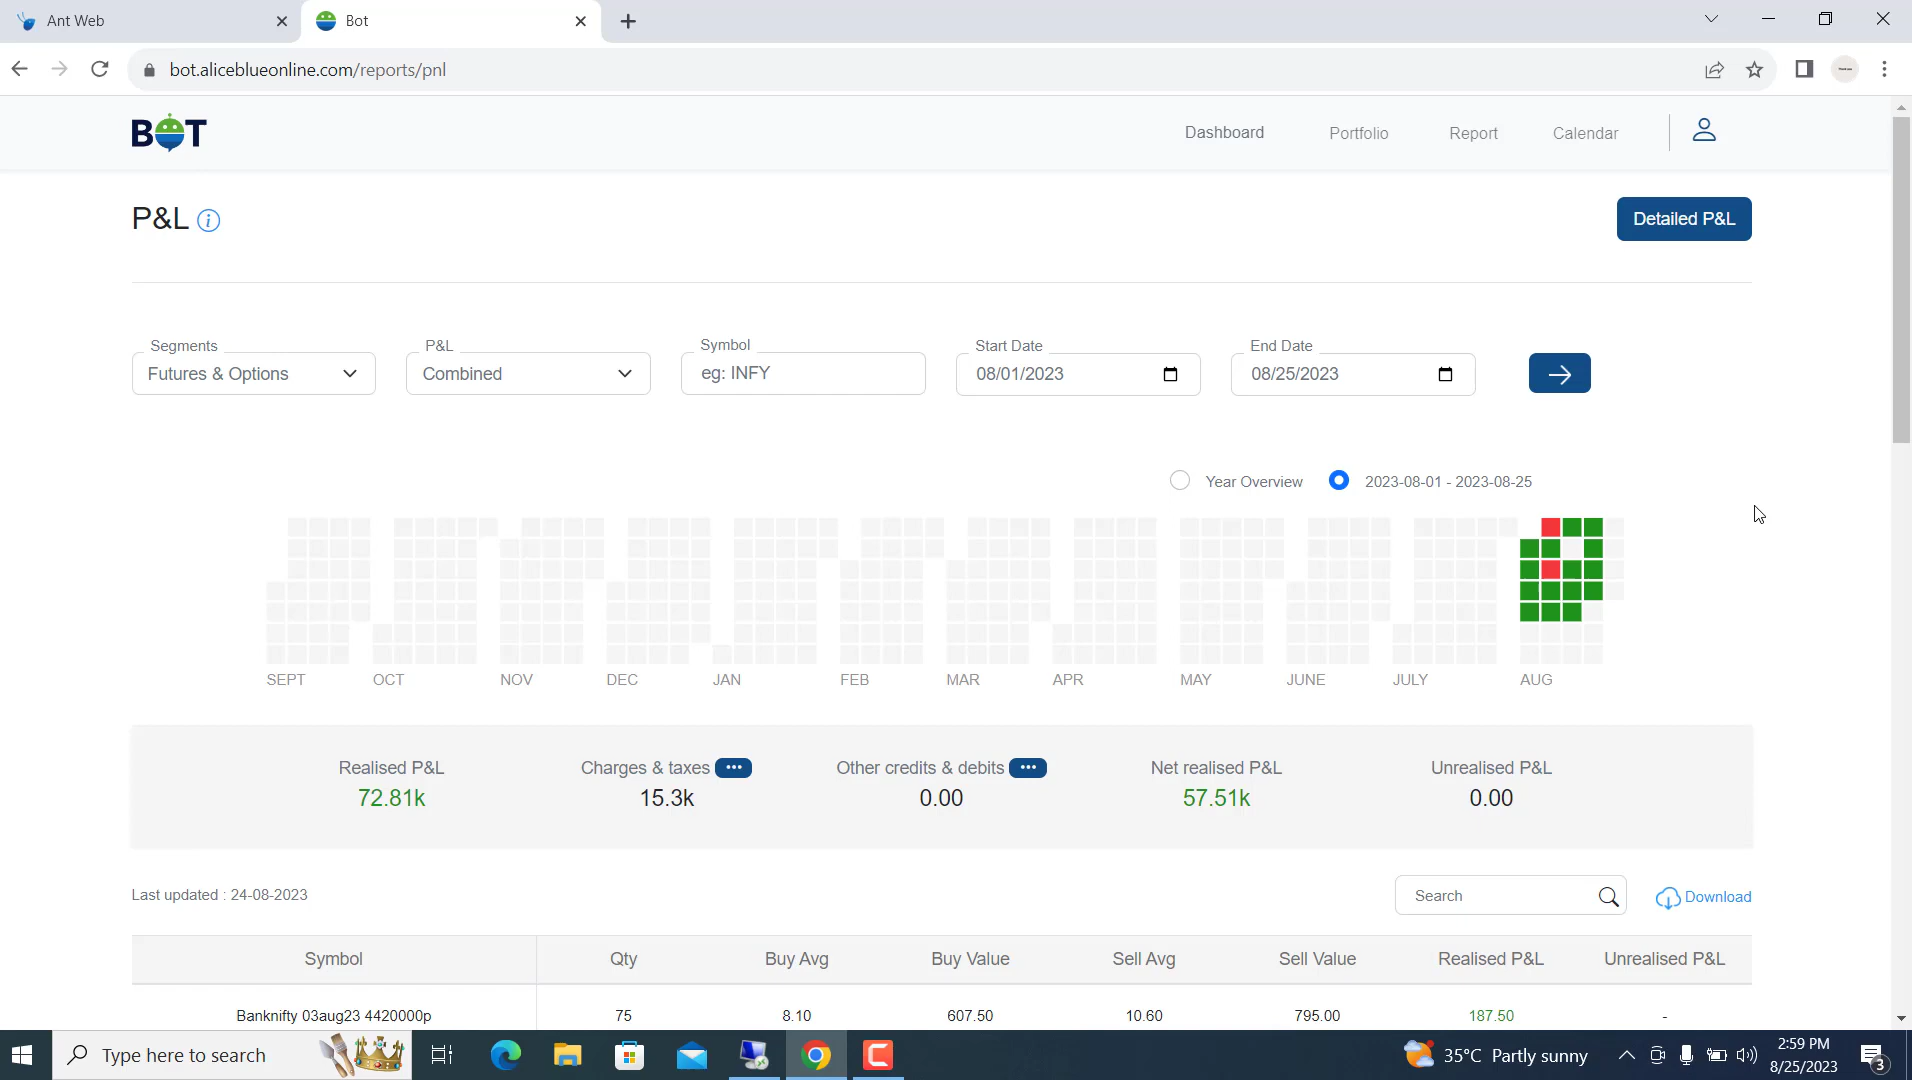 Ant Web
Bot
bot.aliceblueonline.com/reports/pnl
BOT
Dashboard
Portfolio
Report
Calendar
P&L
Detailed P&L
Segments
Futures & Options
P&L
Combined
Symbol
eg: INFY
Start Date
08/01/2023
End Date
08/25/2023
Year Overview
2023-08-01 - 2023-08-25
SEPT OCT NOV DEC JAN FEB MAR APR MAY JUNE JULY AUG
Realised P&L
72.81k
Charges & taxes
15.3k
Other credits & debits
0.00
Net realised P&L
57.51k
Unrealised P&L
0.00
Last updated : 24-08-2023
Search
Download
Symbol Qty Buy Avg Buy Value Sell Avg Sell Value Realised P&L Unrealised P&L
Banknifty 03aug23 4420000p 75 8.10 607.50 10.60 795.00 187.50 -
Type here to search
35°C Partly sunny
2:59 PM
8/25/2023
3